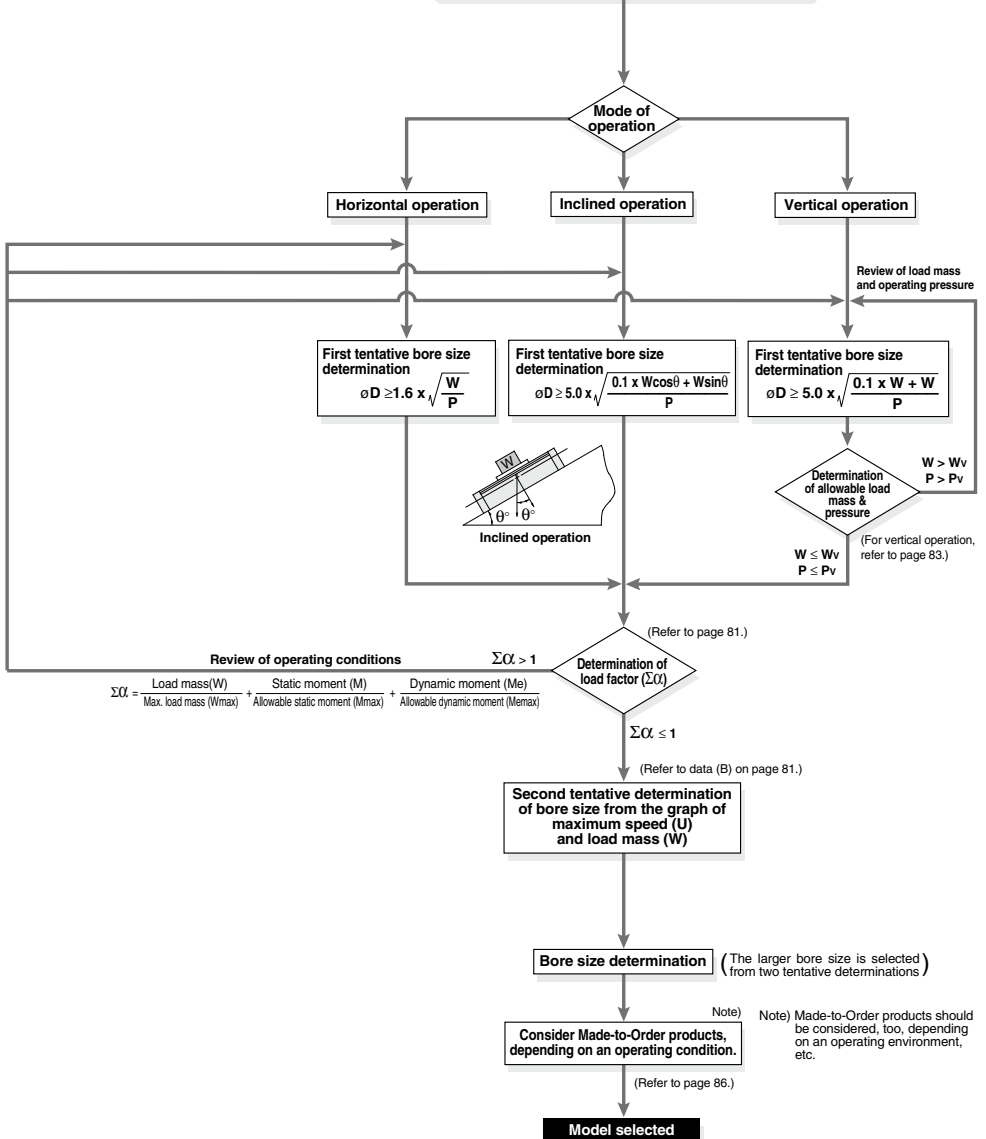 Mode of
operation
Horizontal operation
Inclined operation
Vertical operation
Review of load mass
and operating pressure
First tentative bore size
determination
øD ≥1.6 x √(W/P)
First tentative bore size
determination
øD ≥ 5.0 x √((0.1 x Wcosθ + Wsinθ)/P)
First tentative bore size
determination
øD ≥ 5.0 x √((0.1 x W + W)/P)
W
θ° θ°
Inclined operation
Determination
of allowable load
mass &
pressure
W > Wv
P > Pv
(For vertical operation,
refer to page 83.)
W ≤ Wv
P ≤ Pv
(Refer to page 81.)
Determination of
load factor (Σα)
Review of operating conditions
Σα > 1
Σα = Load mass(W)/Max. load mass (Wmax) + Static moment (M)/Allowable static moment (Mmax) + Dynamic moment (Me)/Allowable dynamic moment (Memax)
Σα ≤ 1
(Refer to data (B) on page 81.)
Second tentative determination
of bore size from the graph of
maximum speed (U)
and load mass (W)
Bore size determination
(The larger bore size is selected
from two tentative determinations)
Note)
Consider Made-to-Order products,
depending on an operating condition.
Note) Made-to-Order products should
be considered, too, depending
on an operating environment,
etc.
(Refer to page 86.)
Model selected